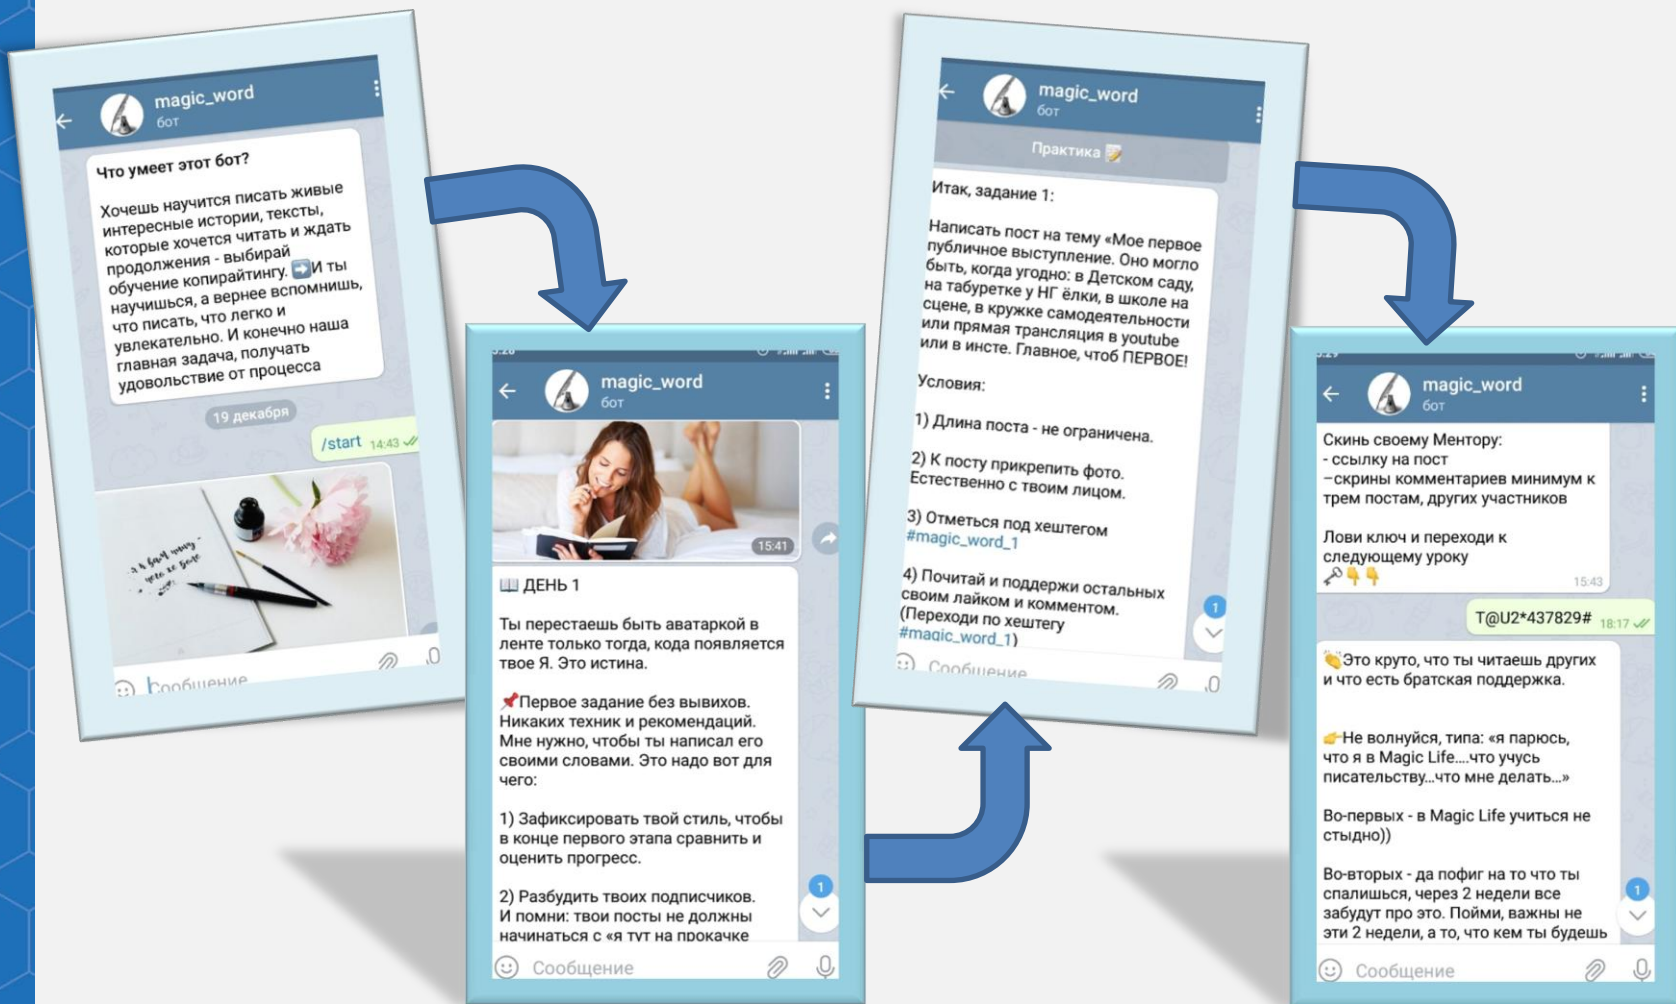 magic_word
бот
Что умеет этот бот?
Хочешь научится писать живые
интересные истории, тексты,
которые хочется читать и ждать
продолжения - выбирай
обучение копирайтингу. ➡️И ты
научишься, а вернее вспомнишь,
что писать, что легко и
увлекательно. И конечно наша
главная задача, получать
удовольствие от процесса
19 декабря
/start 14:43
Сообщение
magic_word
бот
15:41
📖 ДЕНЬ 1
Ты перестаешь быть аватаркой в
ленте только тогда, кода появляется
твое Я. Это истина.
📌Первое задание без вывихов.
Никаких техник и рекомендаций.
Мне нужно, чтобы ты написал его
своими словами. Это надо вот для
чего:
1) Зафиксировать твой стиль, чтобы
в конце первого этапа сравнить и
оценить прогресс.
2) Разбудить твоих подписчиков.
И помни: твои посты не должны
начинаться с «я тут на прокачке
1
Сообщение
magic_word
бот
Практика 📝
Итак, задание 1:
Написать пост на тему «Мое первое
публичное выступление. Оно могло
быть, когда угодно: в Детском саду,
на табуретке у НГ ёлки, в школе на
сцене, в кружке самодеятельности
или прямая трансляция в youtube
или в инсте. Главное, чтоб ПЕРВОЕ!
Условия:
1) Длина поста - не ограничена.
2) К посту прикрепить фото.
Естественно с твоим лицом.
3) Отметься под хештегом
#magic_word_1
4) Почитай и поддержи остальных
своим лайком и комментом.
(Переходи по хештегу
#magic_word_1)
1
Сообщение
magic_word
бот
Скинь своему Ментору:
- ссылку на пост
–скрины комментариев минимум к
трем постам, других участников
Лови ключ и переходи к
следующему уроку
🗝👇👇 15:43
T@U2*437829# 18:17
👏Это круто, что ты читаешь других
и что есть братская поддержка.
👉Не волнуйся, типа: «я парюсь,
что я в Magic Life....что учусь
писательству...что мне делать...»
Во-первых - в Magic Life учиться не
стыдно))
Во-вторых - да пофиг на то что ты
спалишься, через 2 недели все
забудут про это. Пойми, важны не
эти 2 недели, а то, что кем ты будешь
1
Сообщение